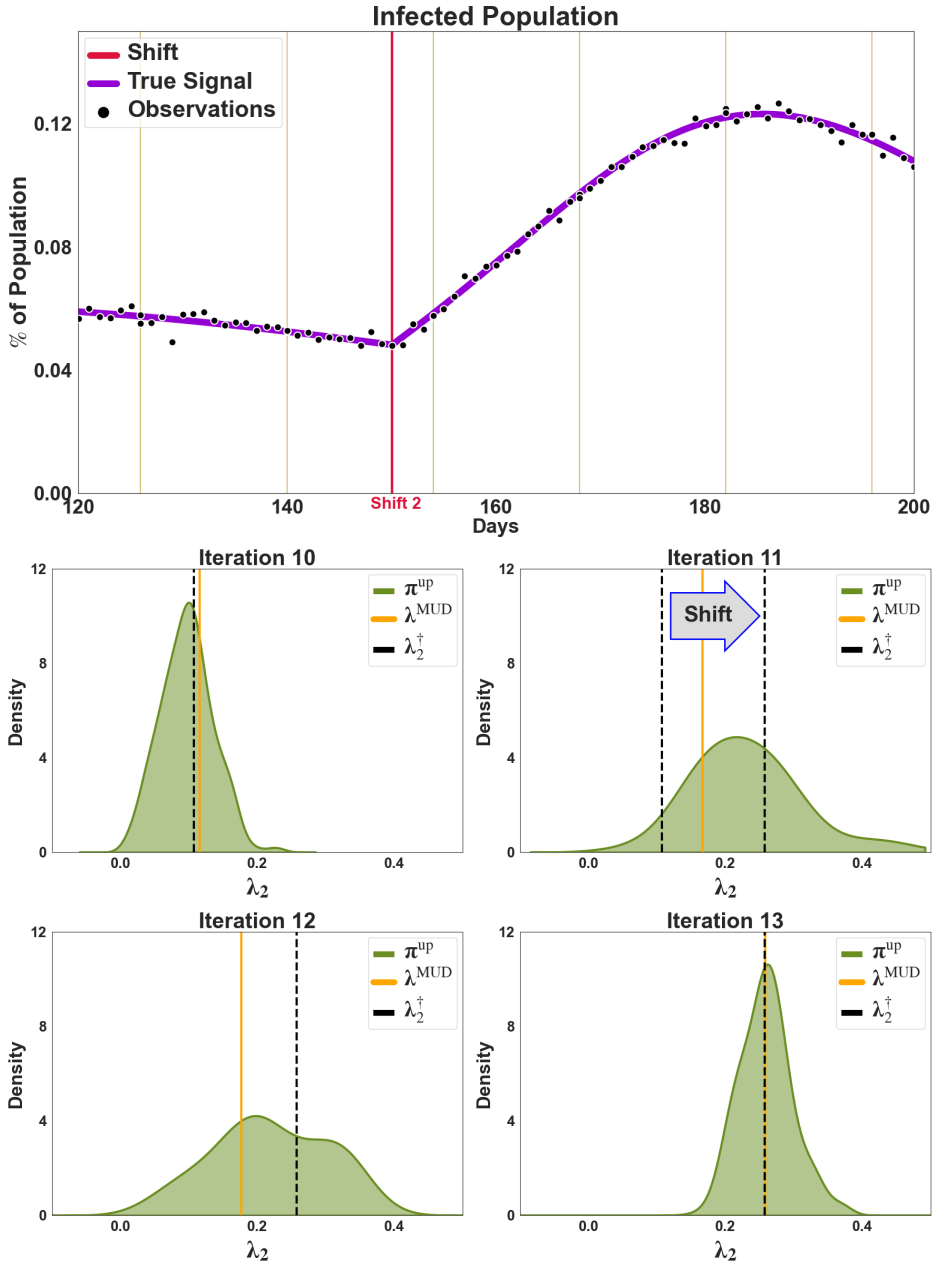 Infected Population
Shift
True Signal
Observations
% of Population
0.12
0.08
0.04
0.00
120 140 160 180 200
Shift 2
Days
Iteration 10
Density
12
8
4
0
π^up
λ^MUD
λ₂^†
0.0 0.2 0.4
λ₂
Iteration 11
Density
12
8
4
0
Shift
π^up
λ^MUD
λ₂^†
0.0 0.2 0.4
λ₂
Iteration 12
Density
12
8
4
0
π^up
λ^MUD
λ₂^†
0.0 0.2 0.4
λ₂
Iteration 13
Density
12
8
4
0
π^up
λ^MUD
λ₂^†
0.0 0.2 0.4
λ₂